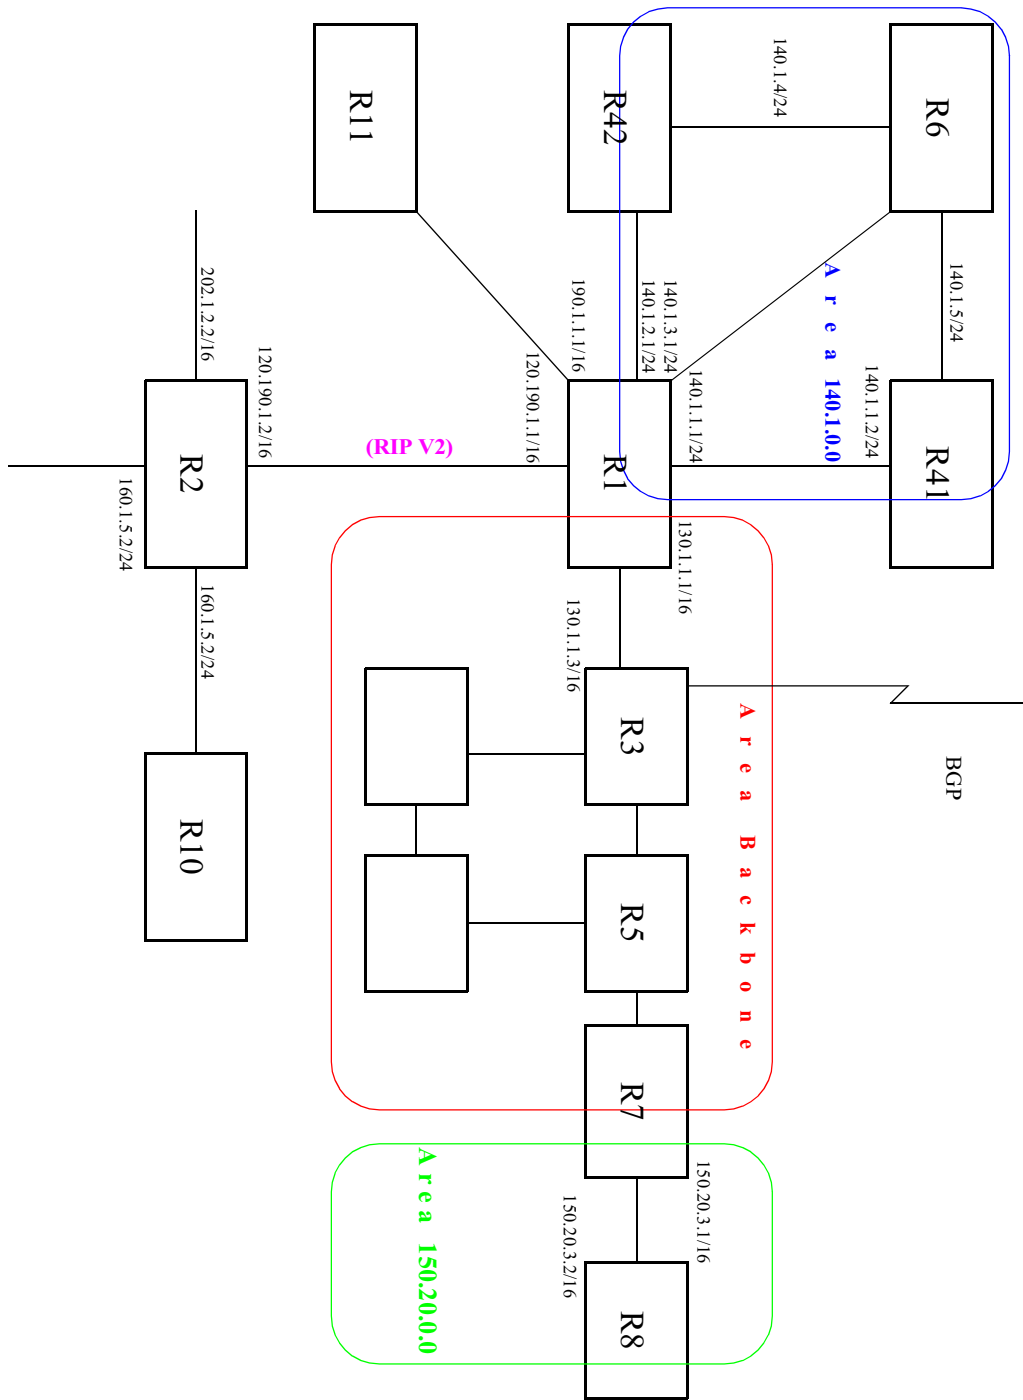 R11
R42
R6
140.1.4/24
140.1.5/24
Area 140.1.0.0
190.1.1.1/16
140.1.2.1/24
140.1.3.1/24
140.1.1.1/24
140.1.1.2/24
202.1.2.2/16
120.190.1.2/16
(RIP V2)
120.190.1.1/16
R2
R1
R41
160.1.5.2/24
160.1.5.2/24
130.1.1.1/16
130.1.1.3/16
R3
Area Backbone
BGP
R10
R5
R7
Area 150.20.0.0
150.20.3.1/16
150.20.3.2/16
R8